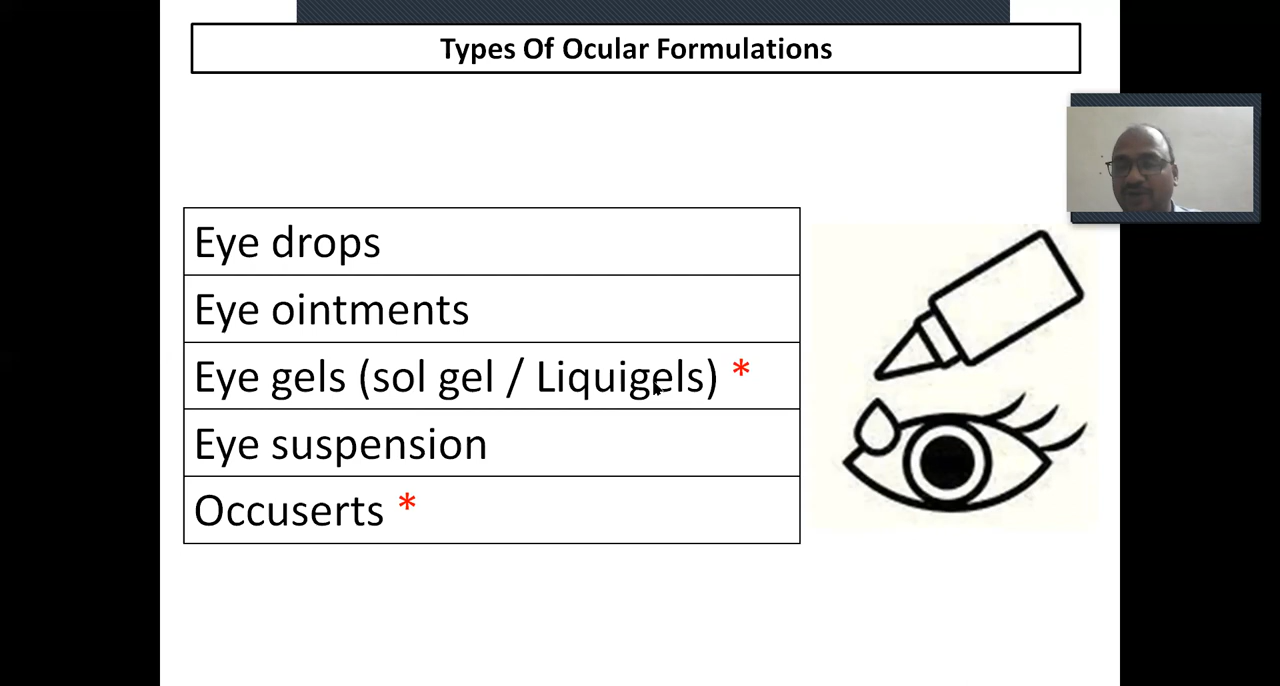 Types Of Ocular Formulations
Eye drops
Eye ointments
Eye gels (sol gel / Liquigels) *
Eye suspension
Occuserts *